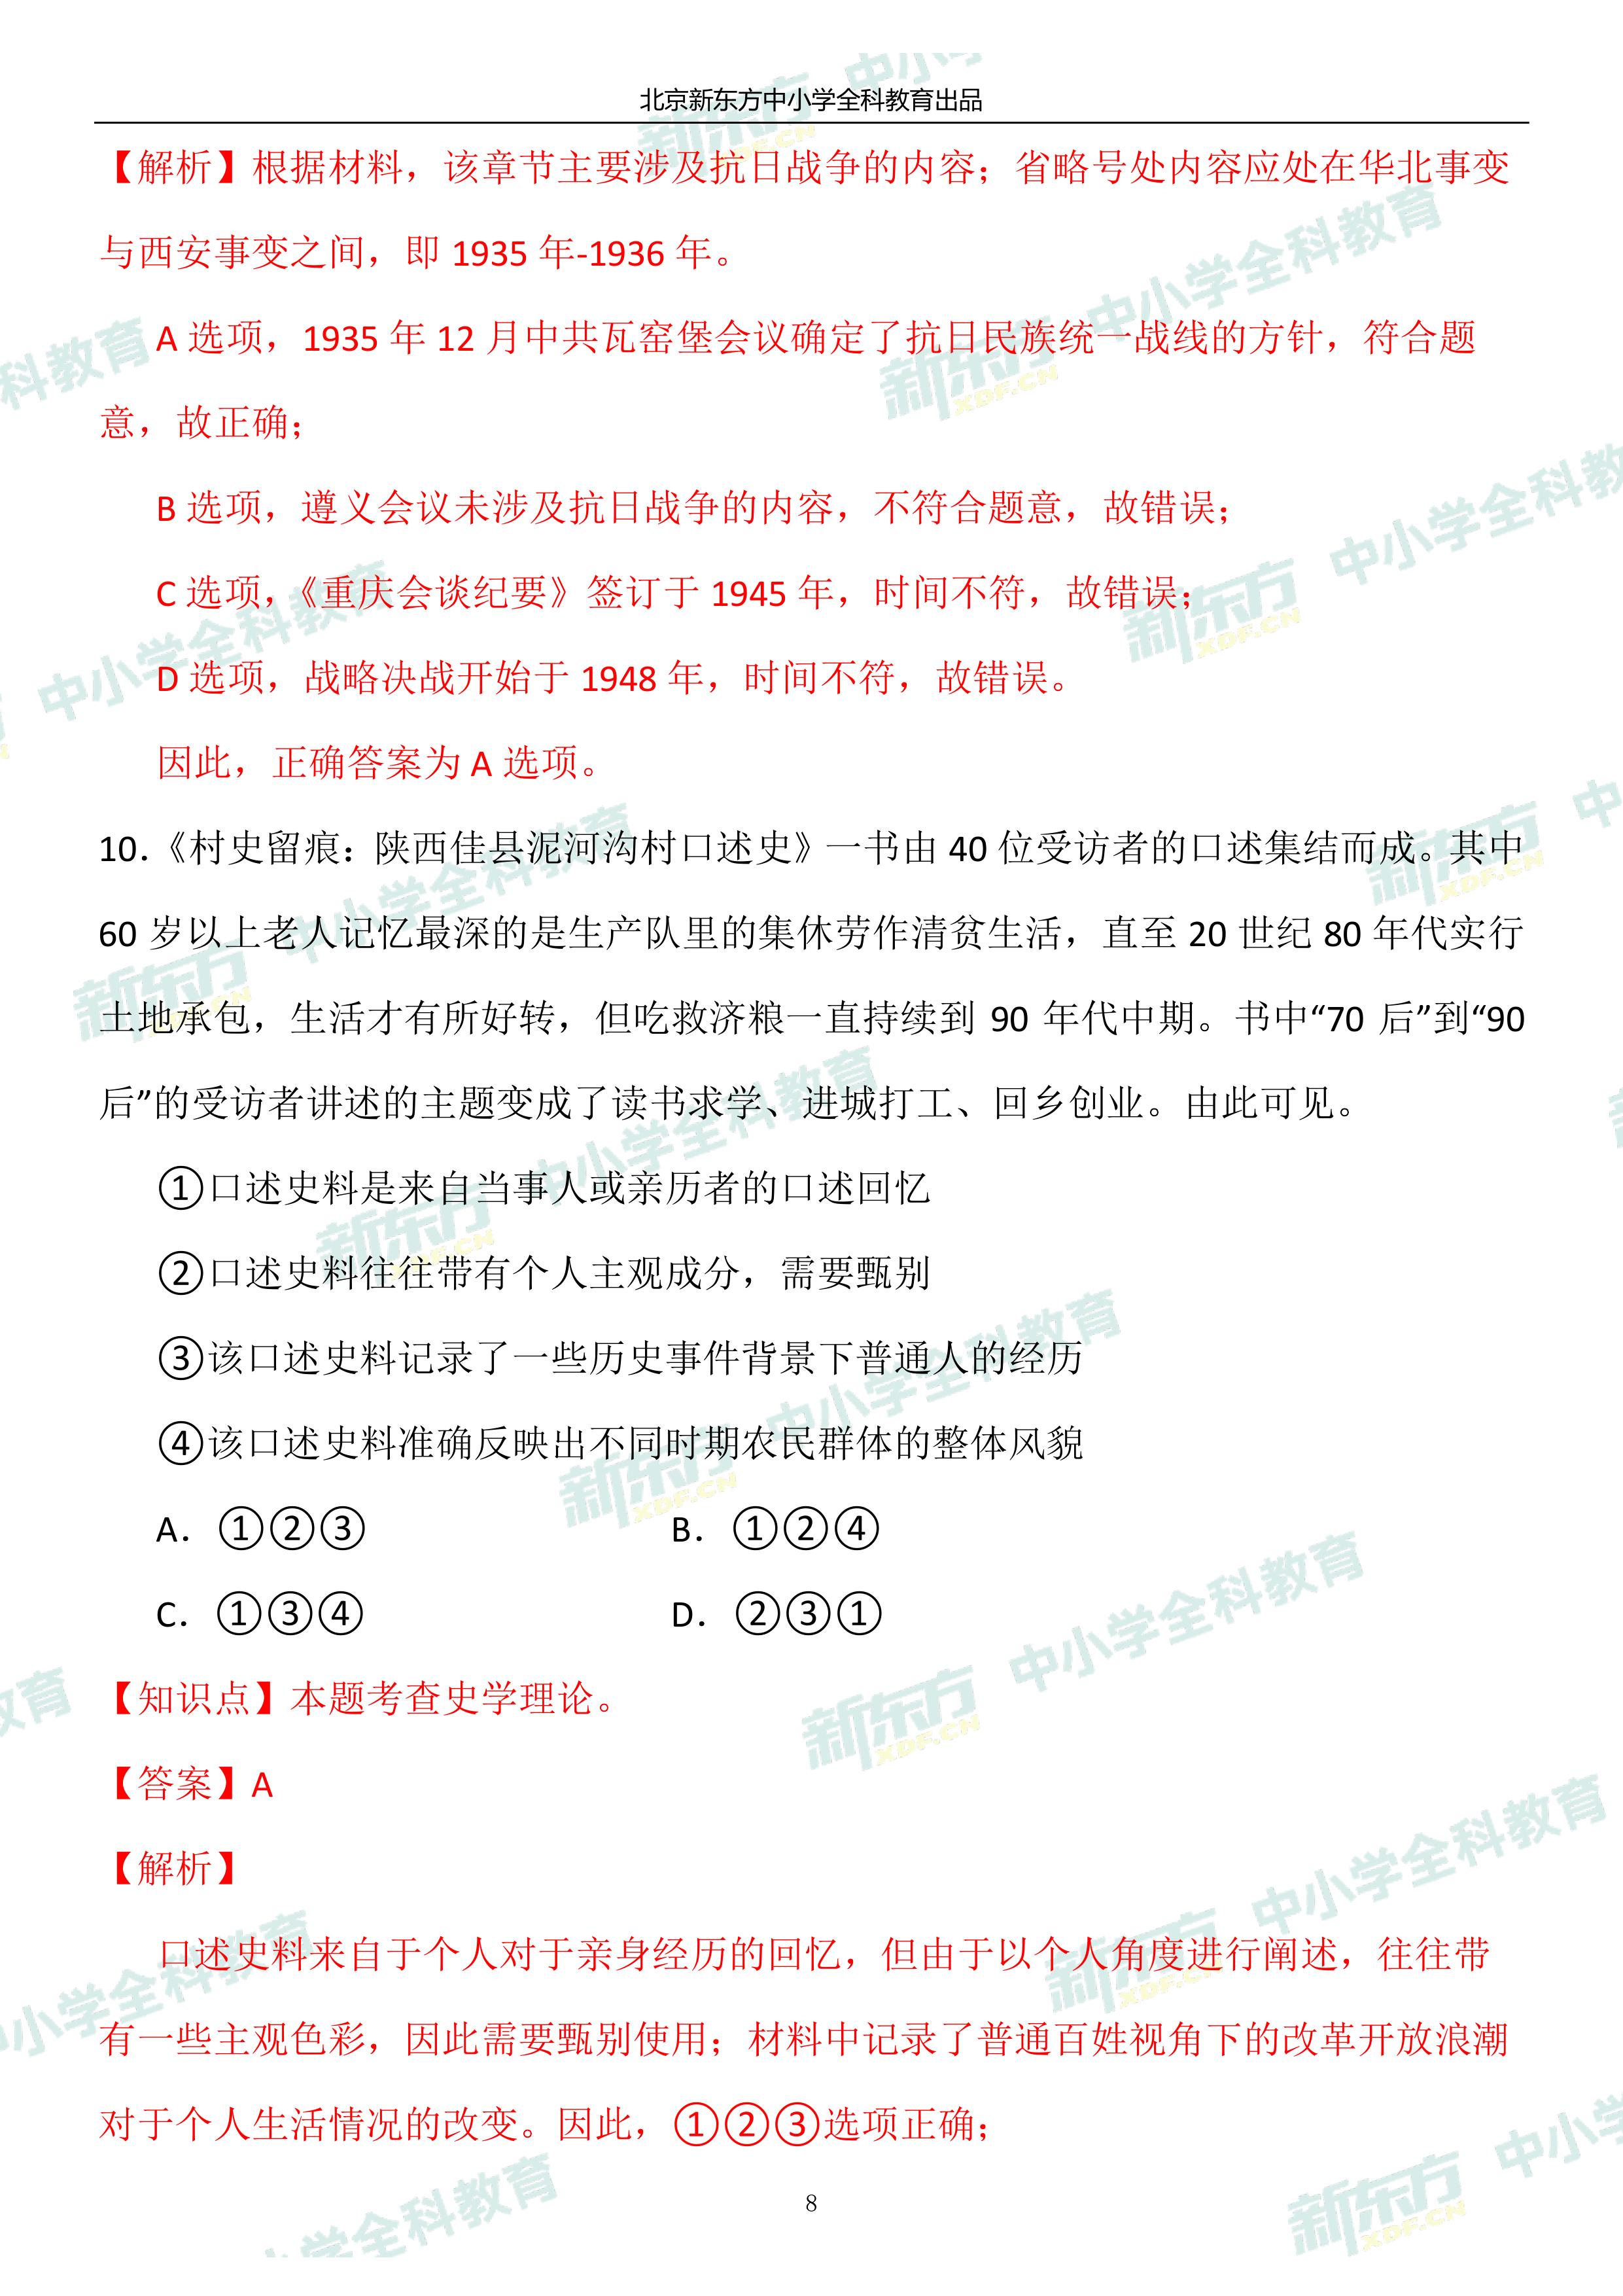 北京新东方中小学全科教育出品
【解析】根据材料，该章节主要涉及抗日战争的内容；省略号处内容应处在华北事变
与西安事变之间，即 1935 年-1936 年。
A 选项，1935 年 12 月中共瓦窑堡会议确定了抗日民族统一战线的方针，符合题
意，故正确；
B 选项，遵义会议未涉及抗日战争的内容，不符合题意，故错误；
C 选项，《重庆会谈纪要》签订于 1945 年，时间不符，故错误；
D 选项，战略决战开始于 1948 年，时间不符，故错误。
因此，正确答案为 A 选项。
10.《村史留痕：陕西佳县泥河沟村口述史》一书由 40 位受访者的口述集结而成。其中
60 岁以上老人记忆最深的是生产队里的集休劳作清贫生活，直至 20 世纪 80 年代实行
土地承包，生活才有所好转，但吃救济粮一直持续到 90 年代中期。书中“70 后”到“90
后”的受访者讲述的主题变成了读书求学、进城打工、回乡创业。由此可见。
①口述史料是来自当事人或亲历者的口述回忆
②口述史料往往带有个人主观成分，需要甄别
③该口述史料记录了一些历史事件背景下普通人的经历
④该口述史料准确反映出不同时期农民群体的整体风貌
A. ①②③ B. ①②④
C. ①③④ D. ②③①
【知识点】本题考查史学理论。
【答案】A
【解析】
口述史料来自于个人对于亲身经历的回忆，但由于以个人角度进行阐述，往往带
有一些主观色彩，因此需要甄别使用；材料中记录了普通百姓视角下的改革开放浪潮
对于个人生活情况的改变。因此，①②③选项正确；
8